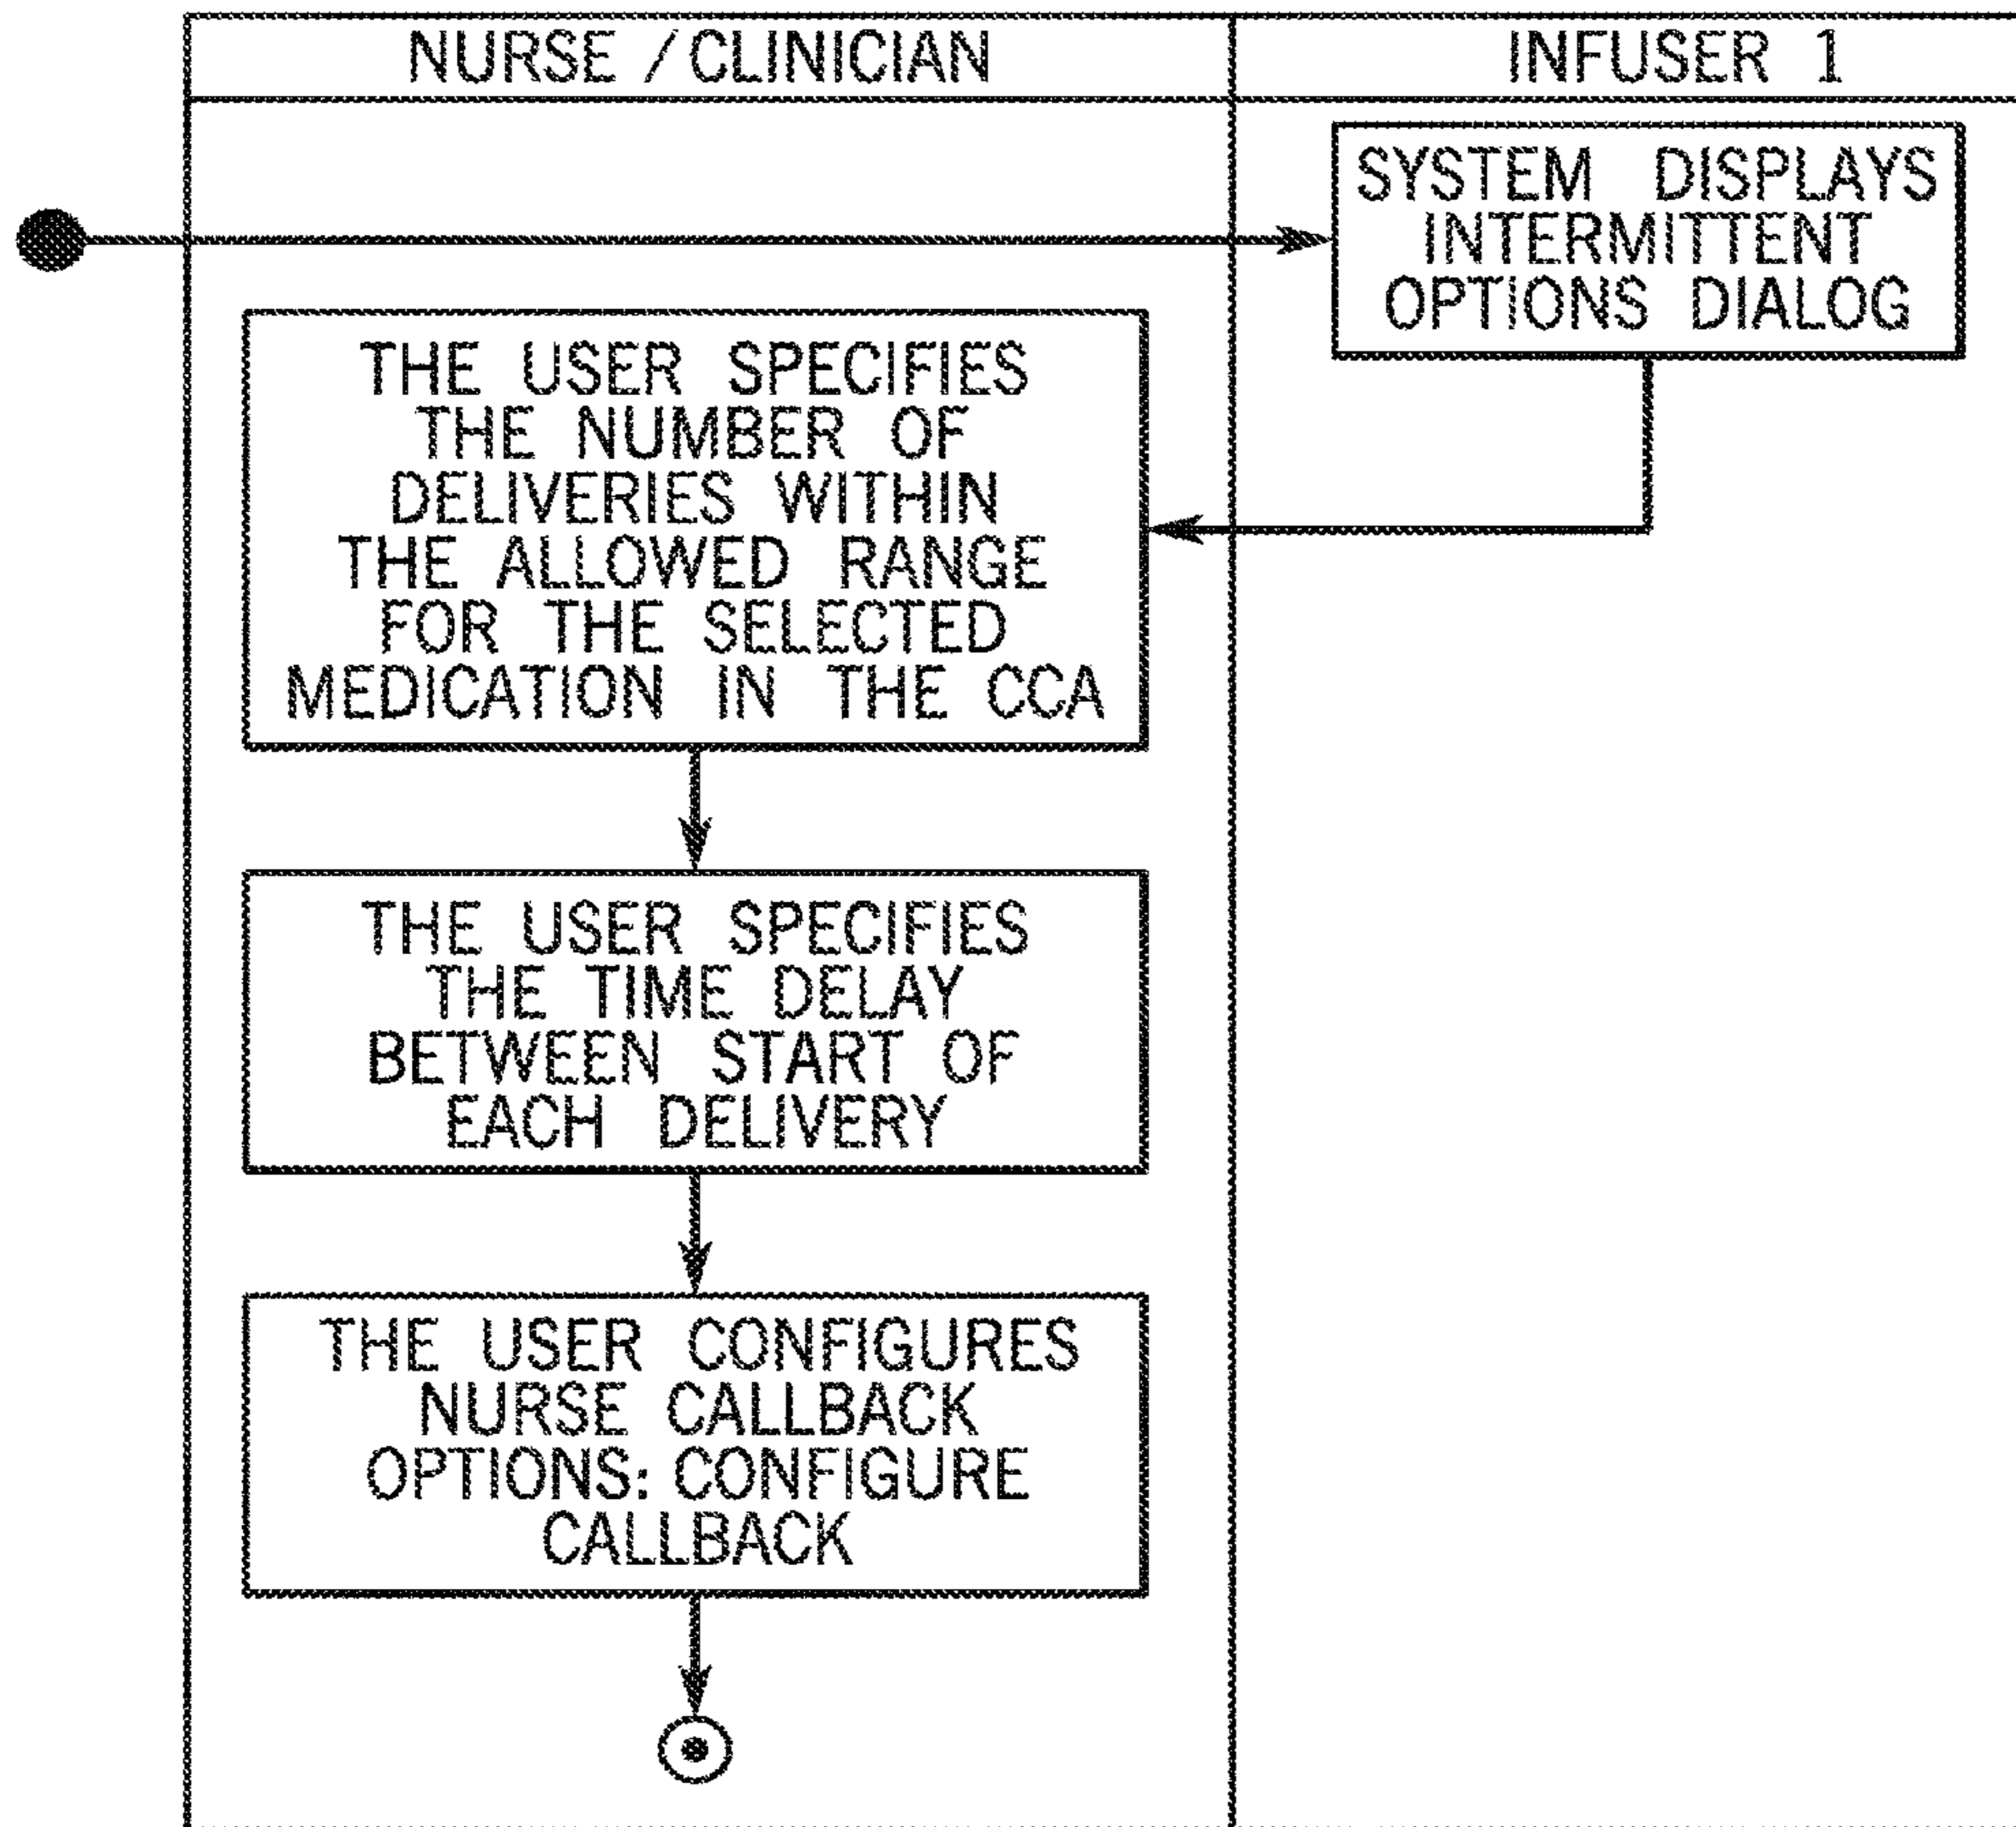 NURSE / CLINICIAN
INFUSER 1
SYSTEM DISPLAYS
INTERMITTENT
OPTIONS DIALOG
THE USER SPECIFIES
THE NUMBER OF
DELIVERIES WITHIN
THE ALLOWED RANGE
FOR THE SELECTED
MEDICATION IN THE CCA
THE USER SPECIFIES
THE TIME DELAY
BETWEEN START OF
EACH DELIVERY
THE USER CONFIGURES
NURSE CALLBACK
OPTIONS: CONFIGURE
CALLBACK